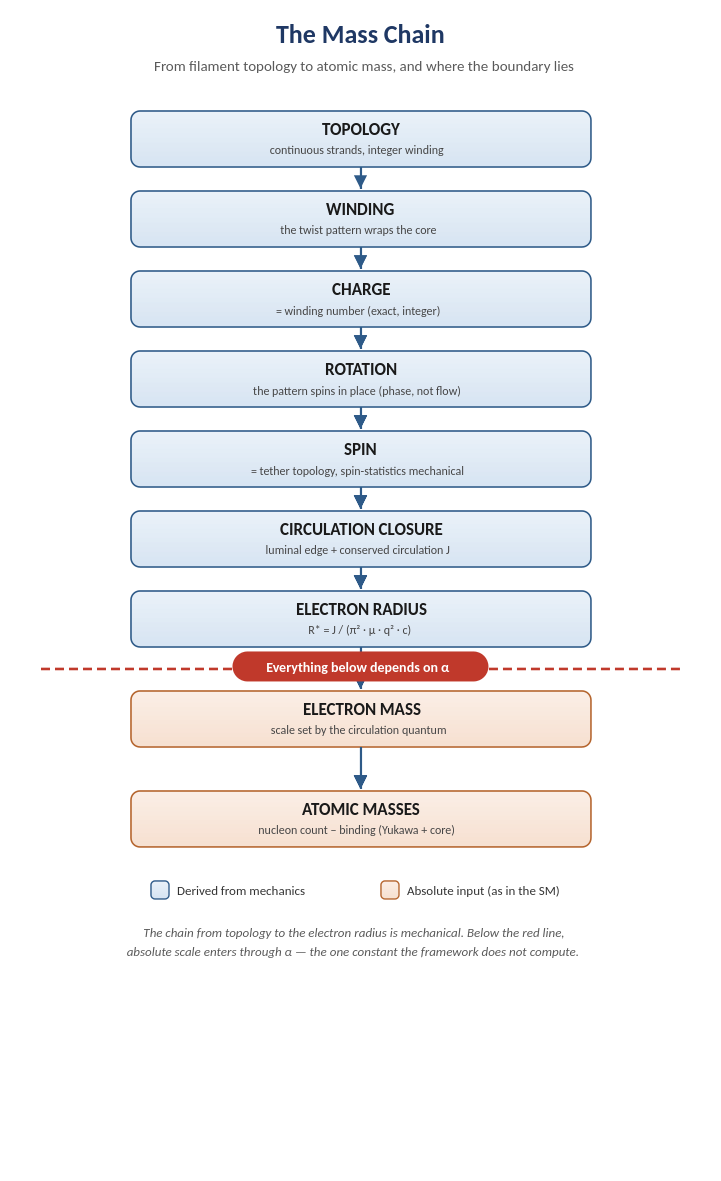 The Mass Chain
From filament topology to atomic mass, and where the boundary lies
TOPOLOGY
continuous strands, integer winding
WINDING
the twist pattern wraps the core
CHARGE
= winding number (exact, integer)
ROTATION
the pattern spins in place (phase, not flow)
SPIN
= tether topology, spin-statistics mechanical
CIRCULATION CLOSURE
luminal edge + conserved circulation J
ELECTRON RADIUS
R* = J / (π² · μ · q² · c)
Everything below depends on α
ELECTRON MASS
scale set by the circulation quantum
ATOMIC MASSES
nucleon count – binding (Yukawa + core)
Derived from mechanics
Absolute input (as in the SM)
The chain from topology to the electron radius is mechanical. Below the red line,
absolute scale enters through α — the one constant the framework does not compute.